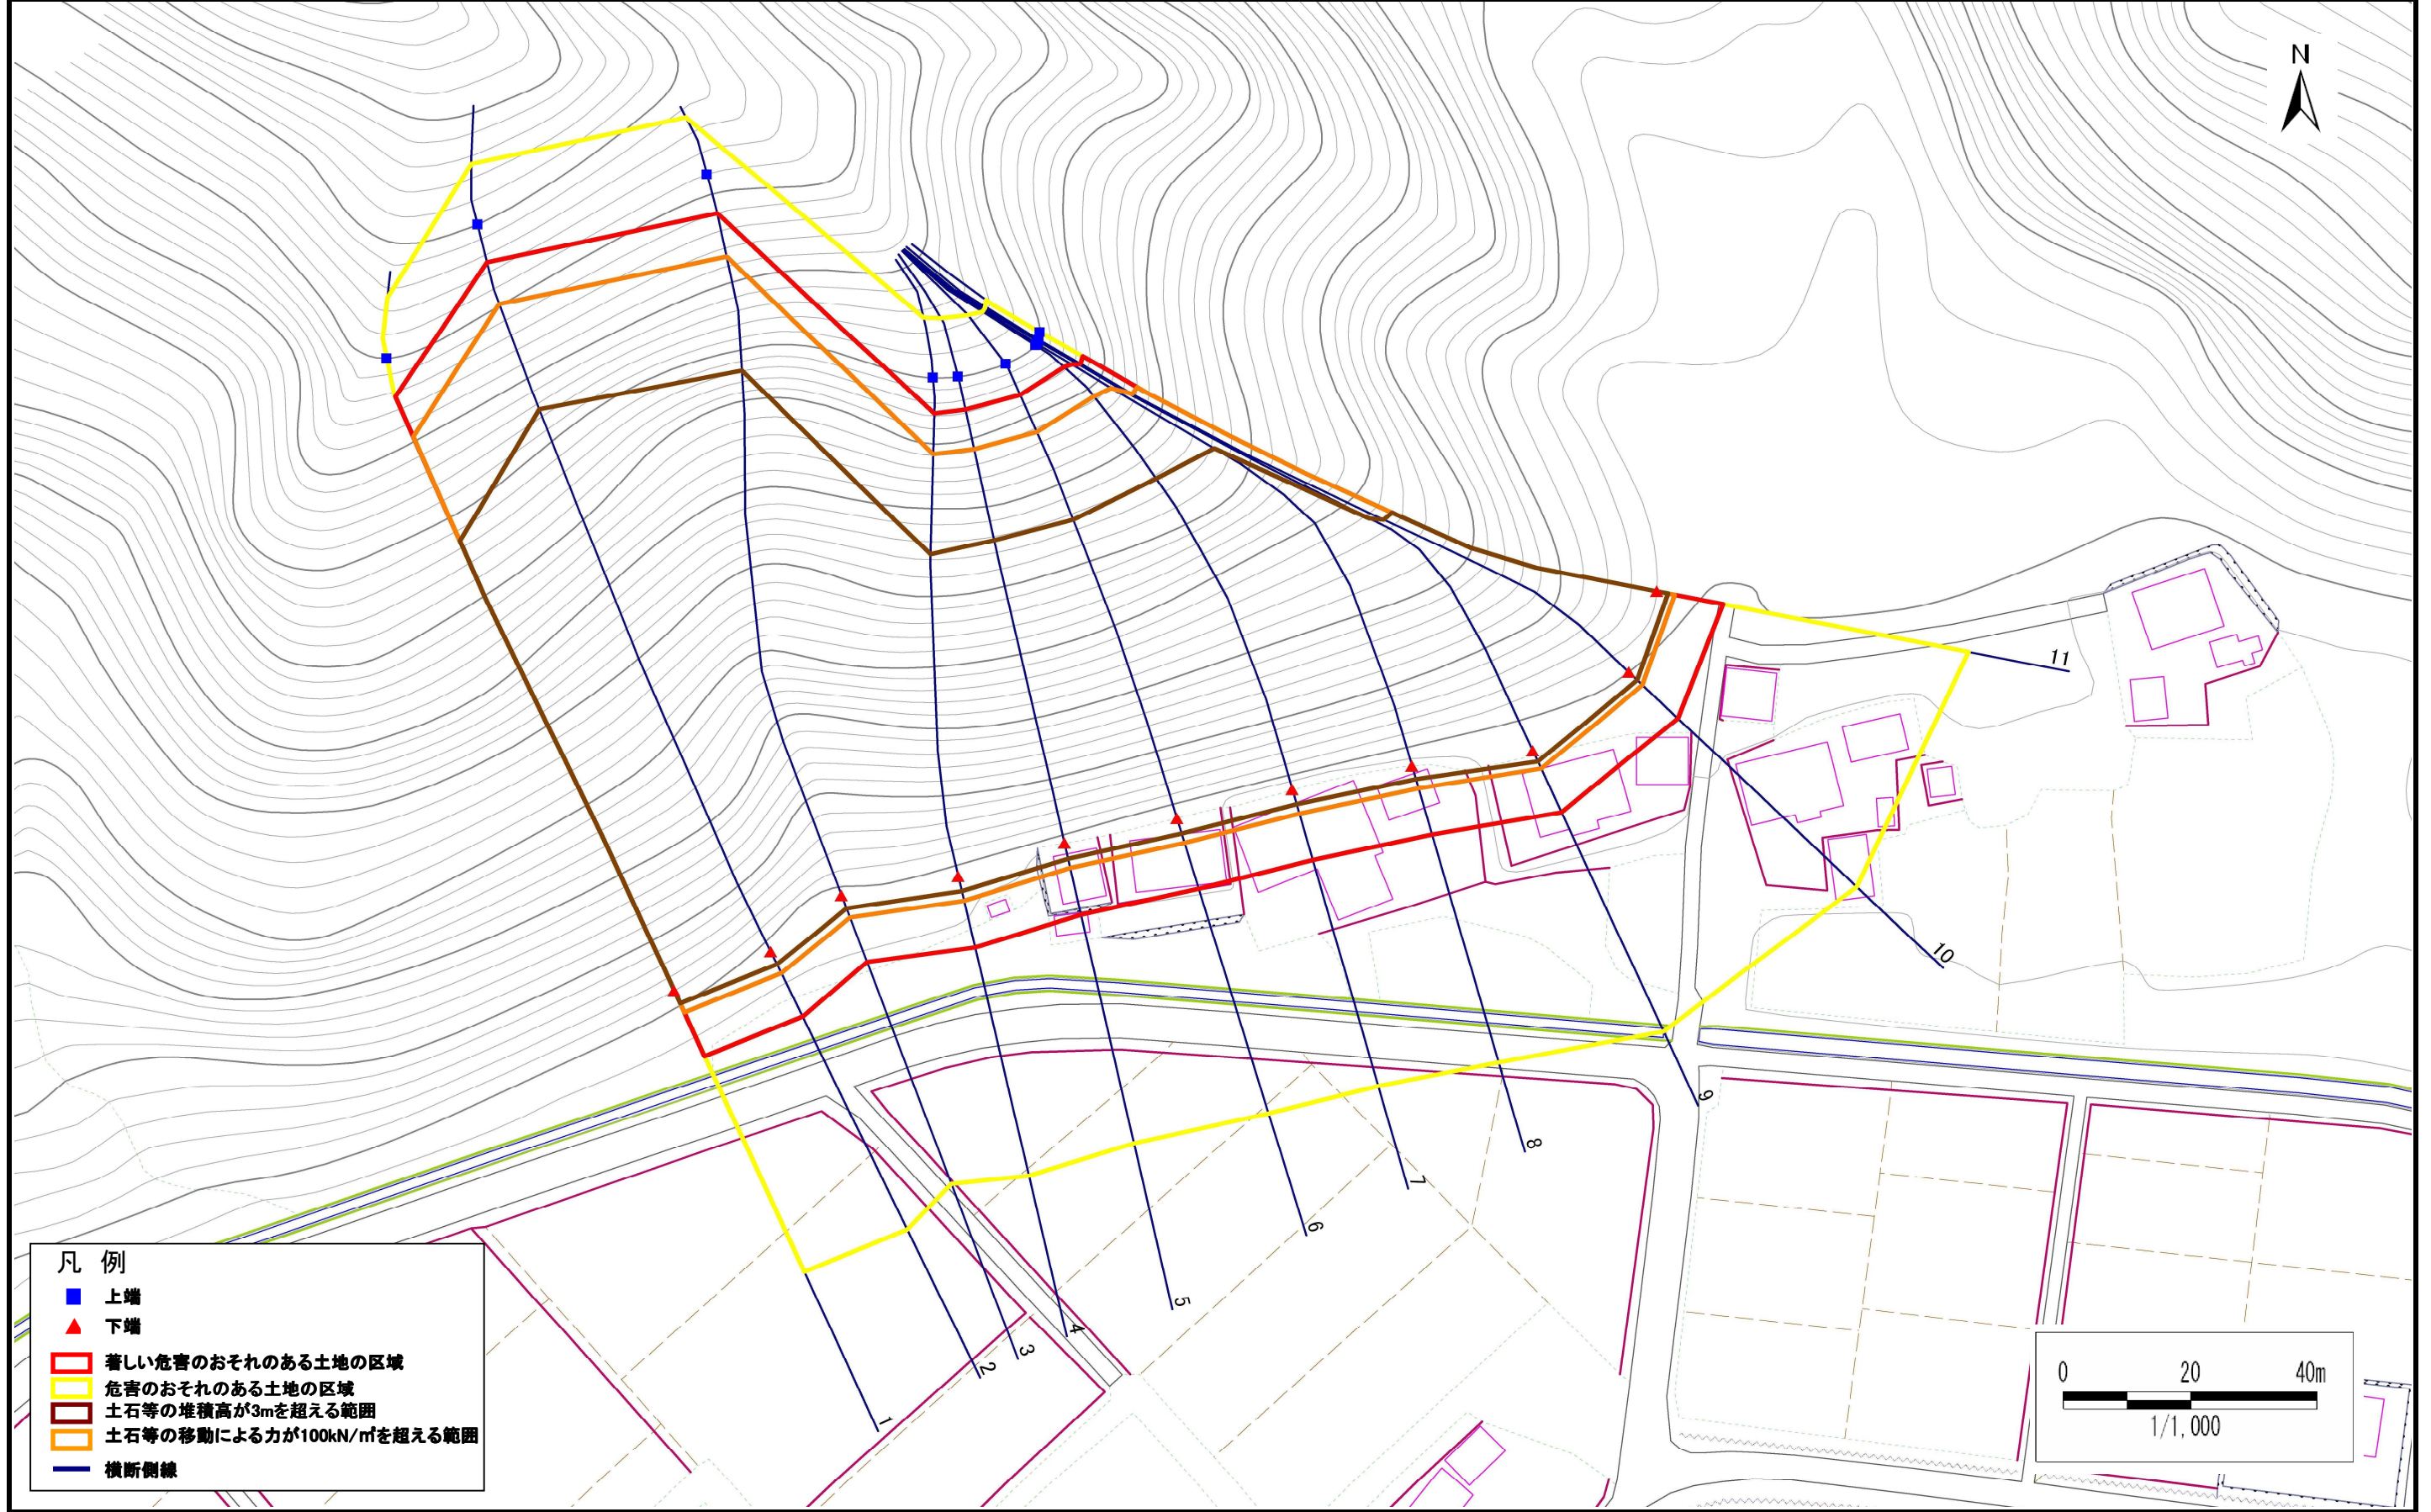 N
11
10
9
8
7
6
5
4
3
2
1
凡 例
上端
下端
著しい危害のおそれのある土地の区域
危害のおそれのある土地の区域
土石等の堆積高が3mを超える範囲
土石等の移動による力が100kN/㎡を超える範囲
横断側線
0 20 40m
1/1,000